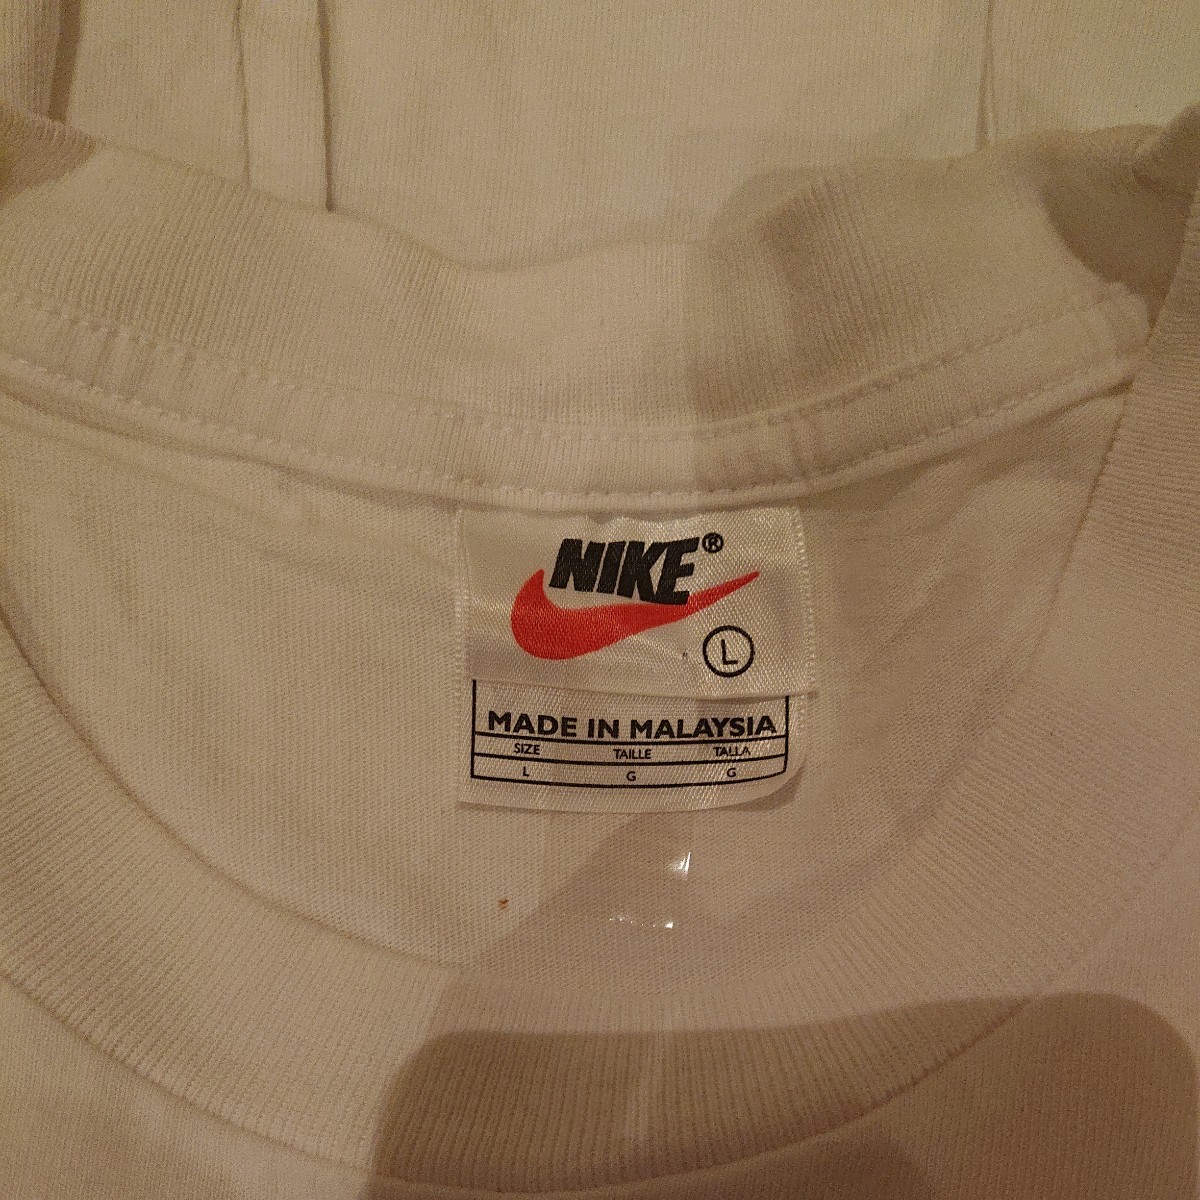 NIKE®
L
MADE IN MALAYSIA
SIZE TAILLE TALLA
L G G